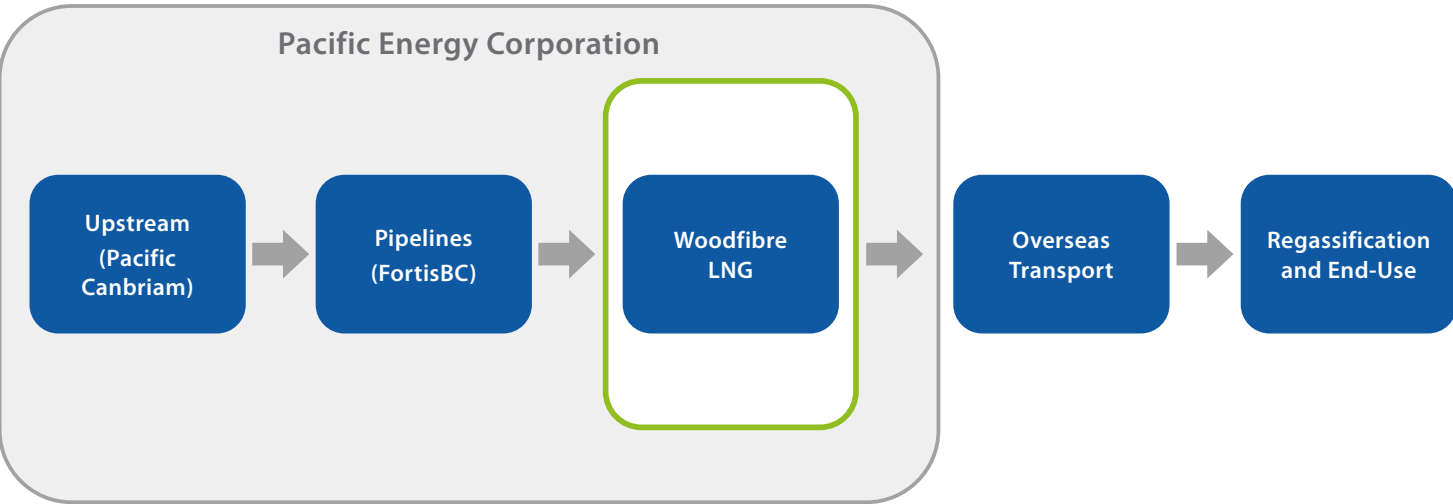 Pacific Energy Corporation
Upstream
(Pacific
Canbriam)
Pipelines
(FortisBC)
Woodfibre
LNG
Overseas
Transport
Regassification
and End-Use